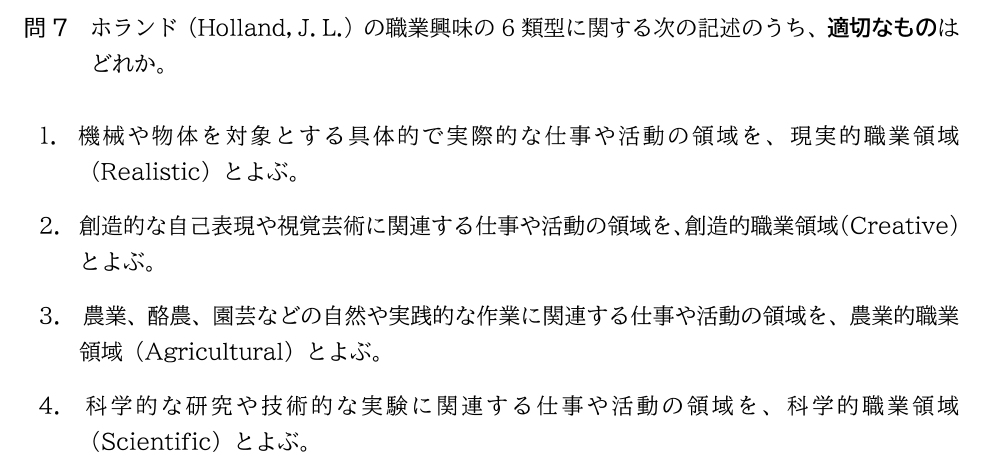 問7 ホランド(Holland, J. L.)の職業興味の6類型に関する次の記述のうち、適切なものは
どれか。
1. 機械や物体を対象とする具体的で実際的な仕事や活動の領域を、現実的職業領域
(Realistic)とよぶ。
2. 創造的な自己表現や視覚芸術に関連する仕事や活動の領域を、創造的職業領域(Creative)
とよぶ。
3. 農業、酪農、園芸などの自然や実践的な作業に関連する仕事や活動の領域を、農業的職業
領域(Agricultural)とよぶ。
4. 科学的な研究や技術的な実験に関連する仕事や活動の領域を、科学的職業領域
(Scientific)とよぶ。